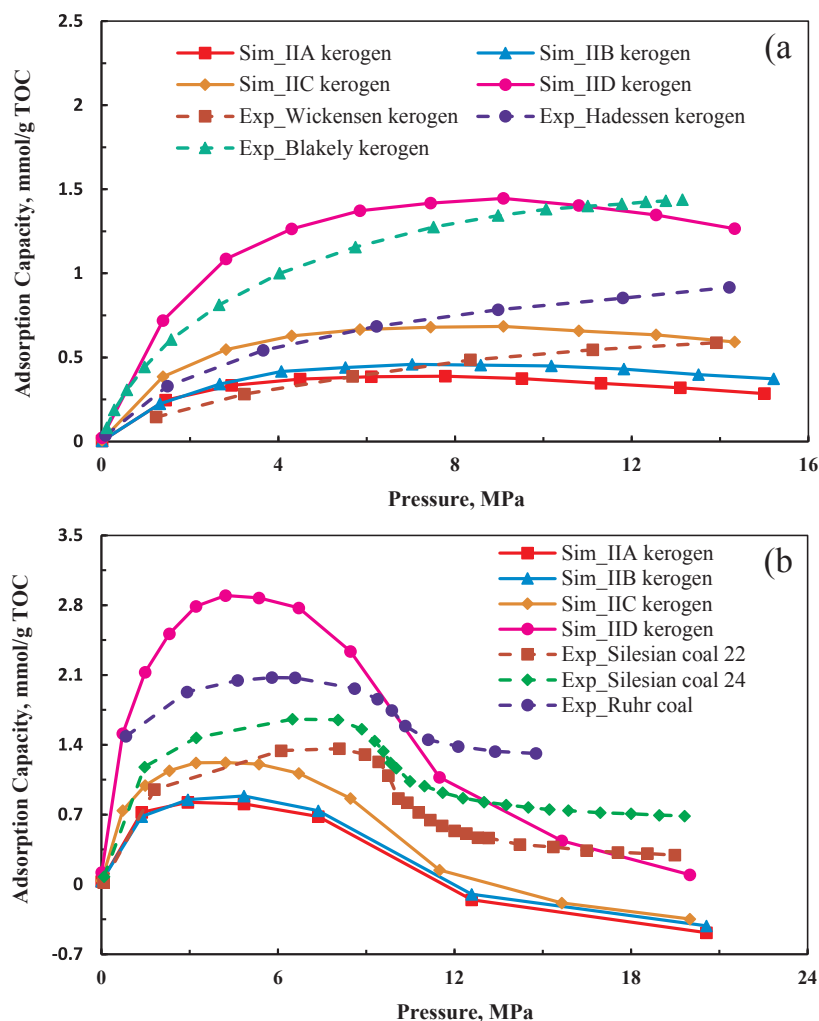 2.5
(a
Sim_IIA kerogen Sim_IIB kerogen
2
Sim_IIC kerogen Sim_IID kerogen
Exp_Wickensen kerogen Exp_Hadessen kerogen
Exp_Blakely kerogen
1.5
1
0.5
0
0 4 8 12 16
Adsorption Capacity, mmol/g TOC
Pressure, MPa
3.5
(b
Sim_IIA kerogen
Sim_IIB kerogen
2.8
Sim_IIC kerogen
Sim_IID kerogen
Exp_Silesian coal 22
2.1
Exp_Silesian coal 24
Exp_Ruhr coal
1.4
0.7
0
-0.7
0 6 12 18 24
Adsorption Capacity, mmol/g TOC
Pressure, MPa